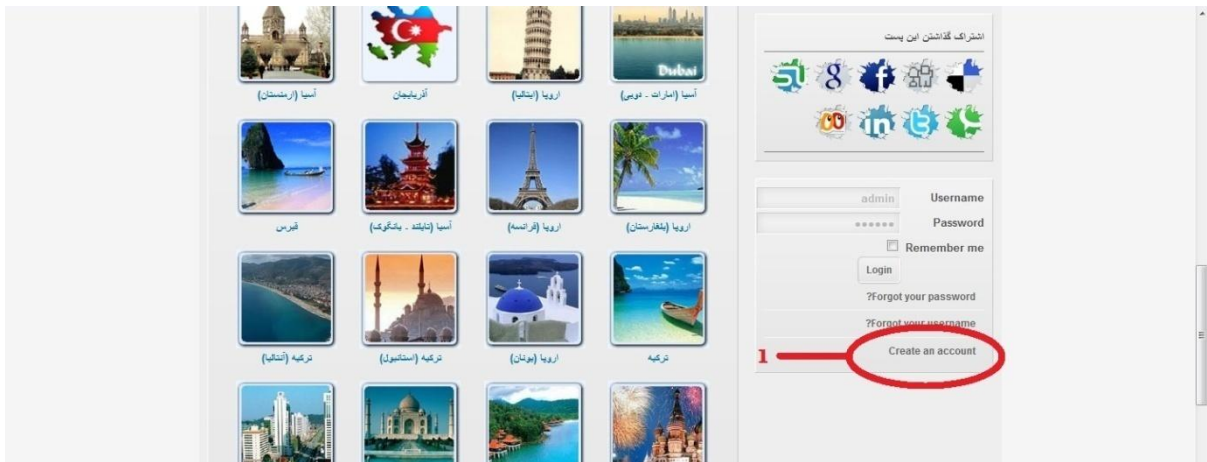 Dubai
آسیا (امارات - دوبی)
اروپا (ایتالیا)
آذربایجان
آسیا (ارمنستان)
اروپا (بلغارستان)
اروپا (فرانسه)
آسیا (تایلند - بانگوک)
قبرس
ترکیه
اروپا (یونان)
ترکیه (استانبول)
ترکیه (آنتالیا)
اشتراک گذاشتن این پست
8
f
in
t
Username
admin
Password
••••••
Remember me
Login
?Forgot your password
?Forgot your username
Create an account
1